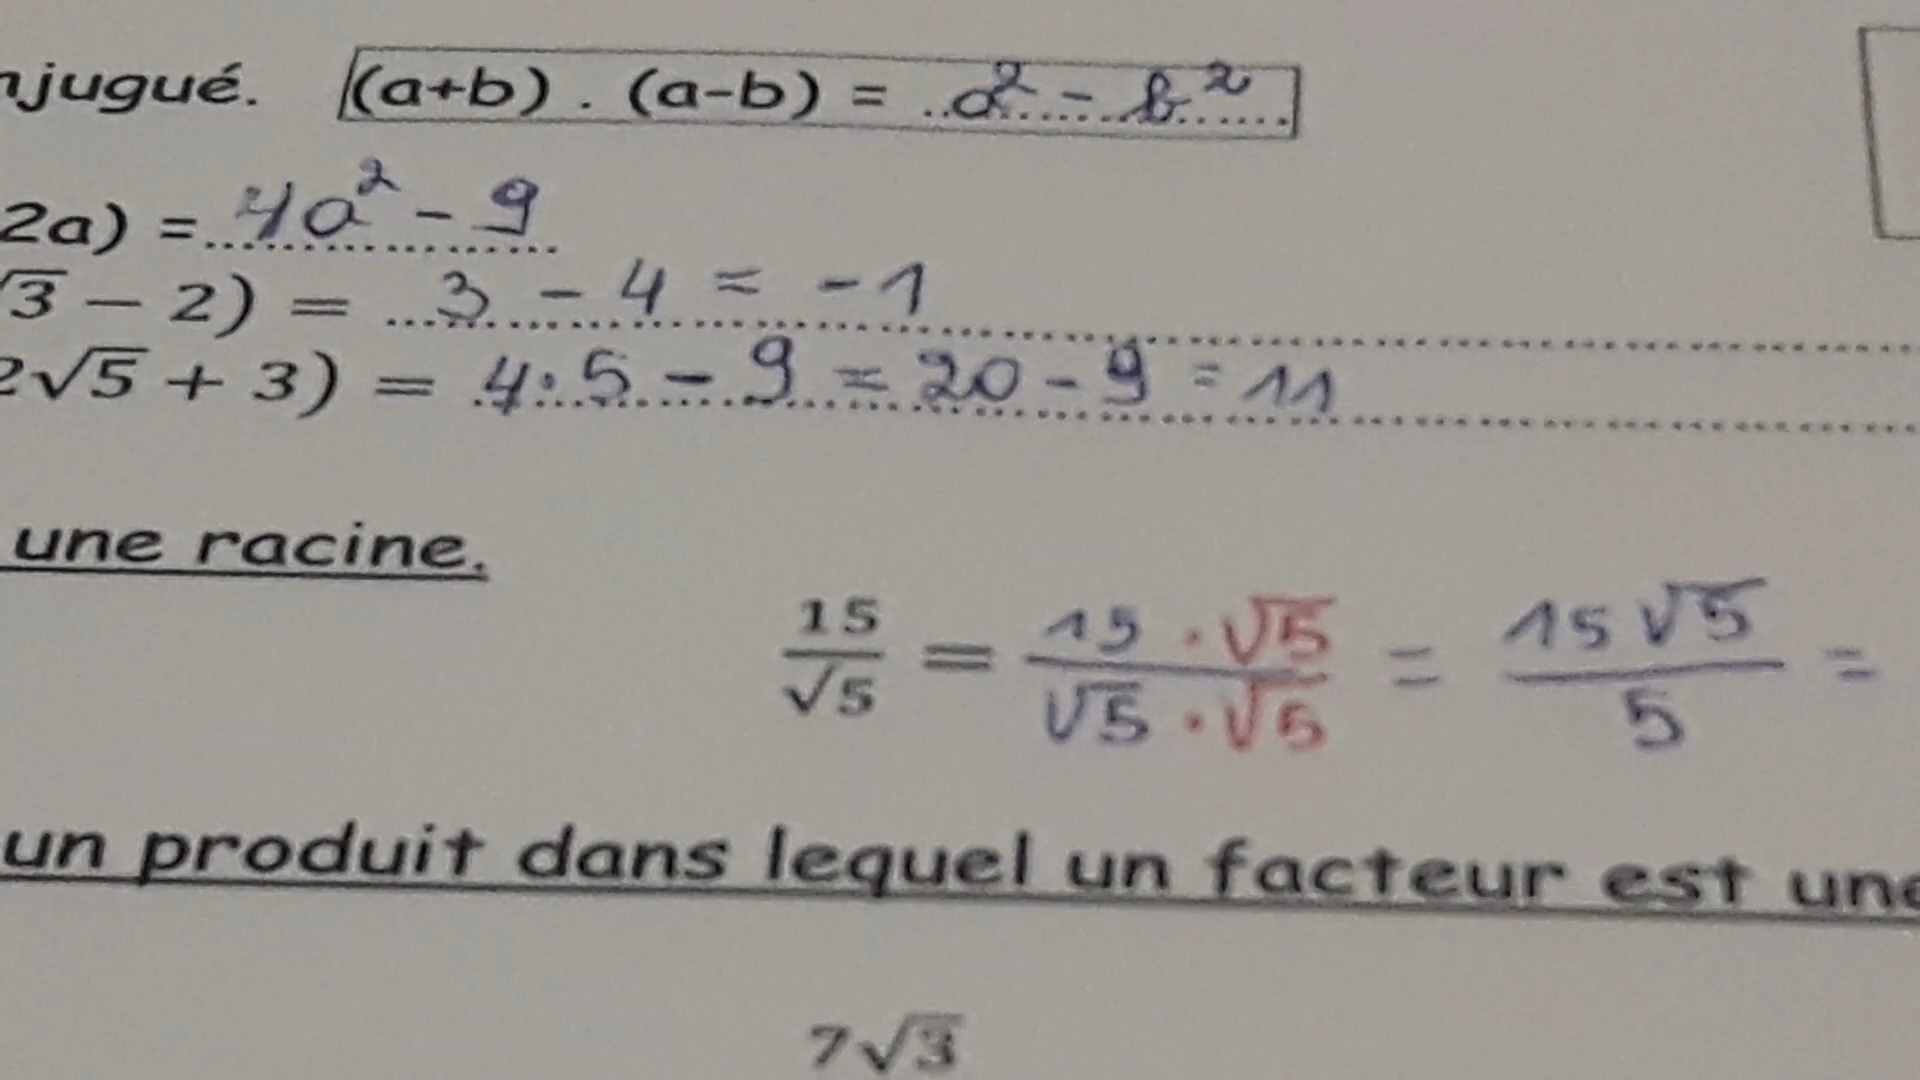 njugué. (a+b) . (a-b) = a² - b²
2a) = 4a² - 9
√3 - 2) = 3 - 4 = -1
2√5 + 3) = 4·5 - 9 = 20 - 9 = 11
une racine.
15/√5 = 15·√5/√5·√5 = 15√5/5 =
un produit dans lequel un facteur est une
7√3